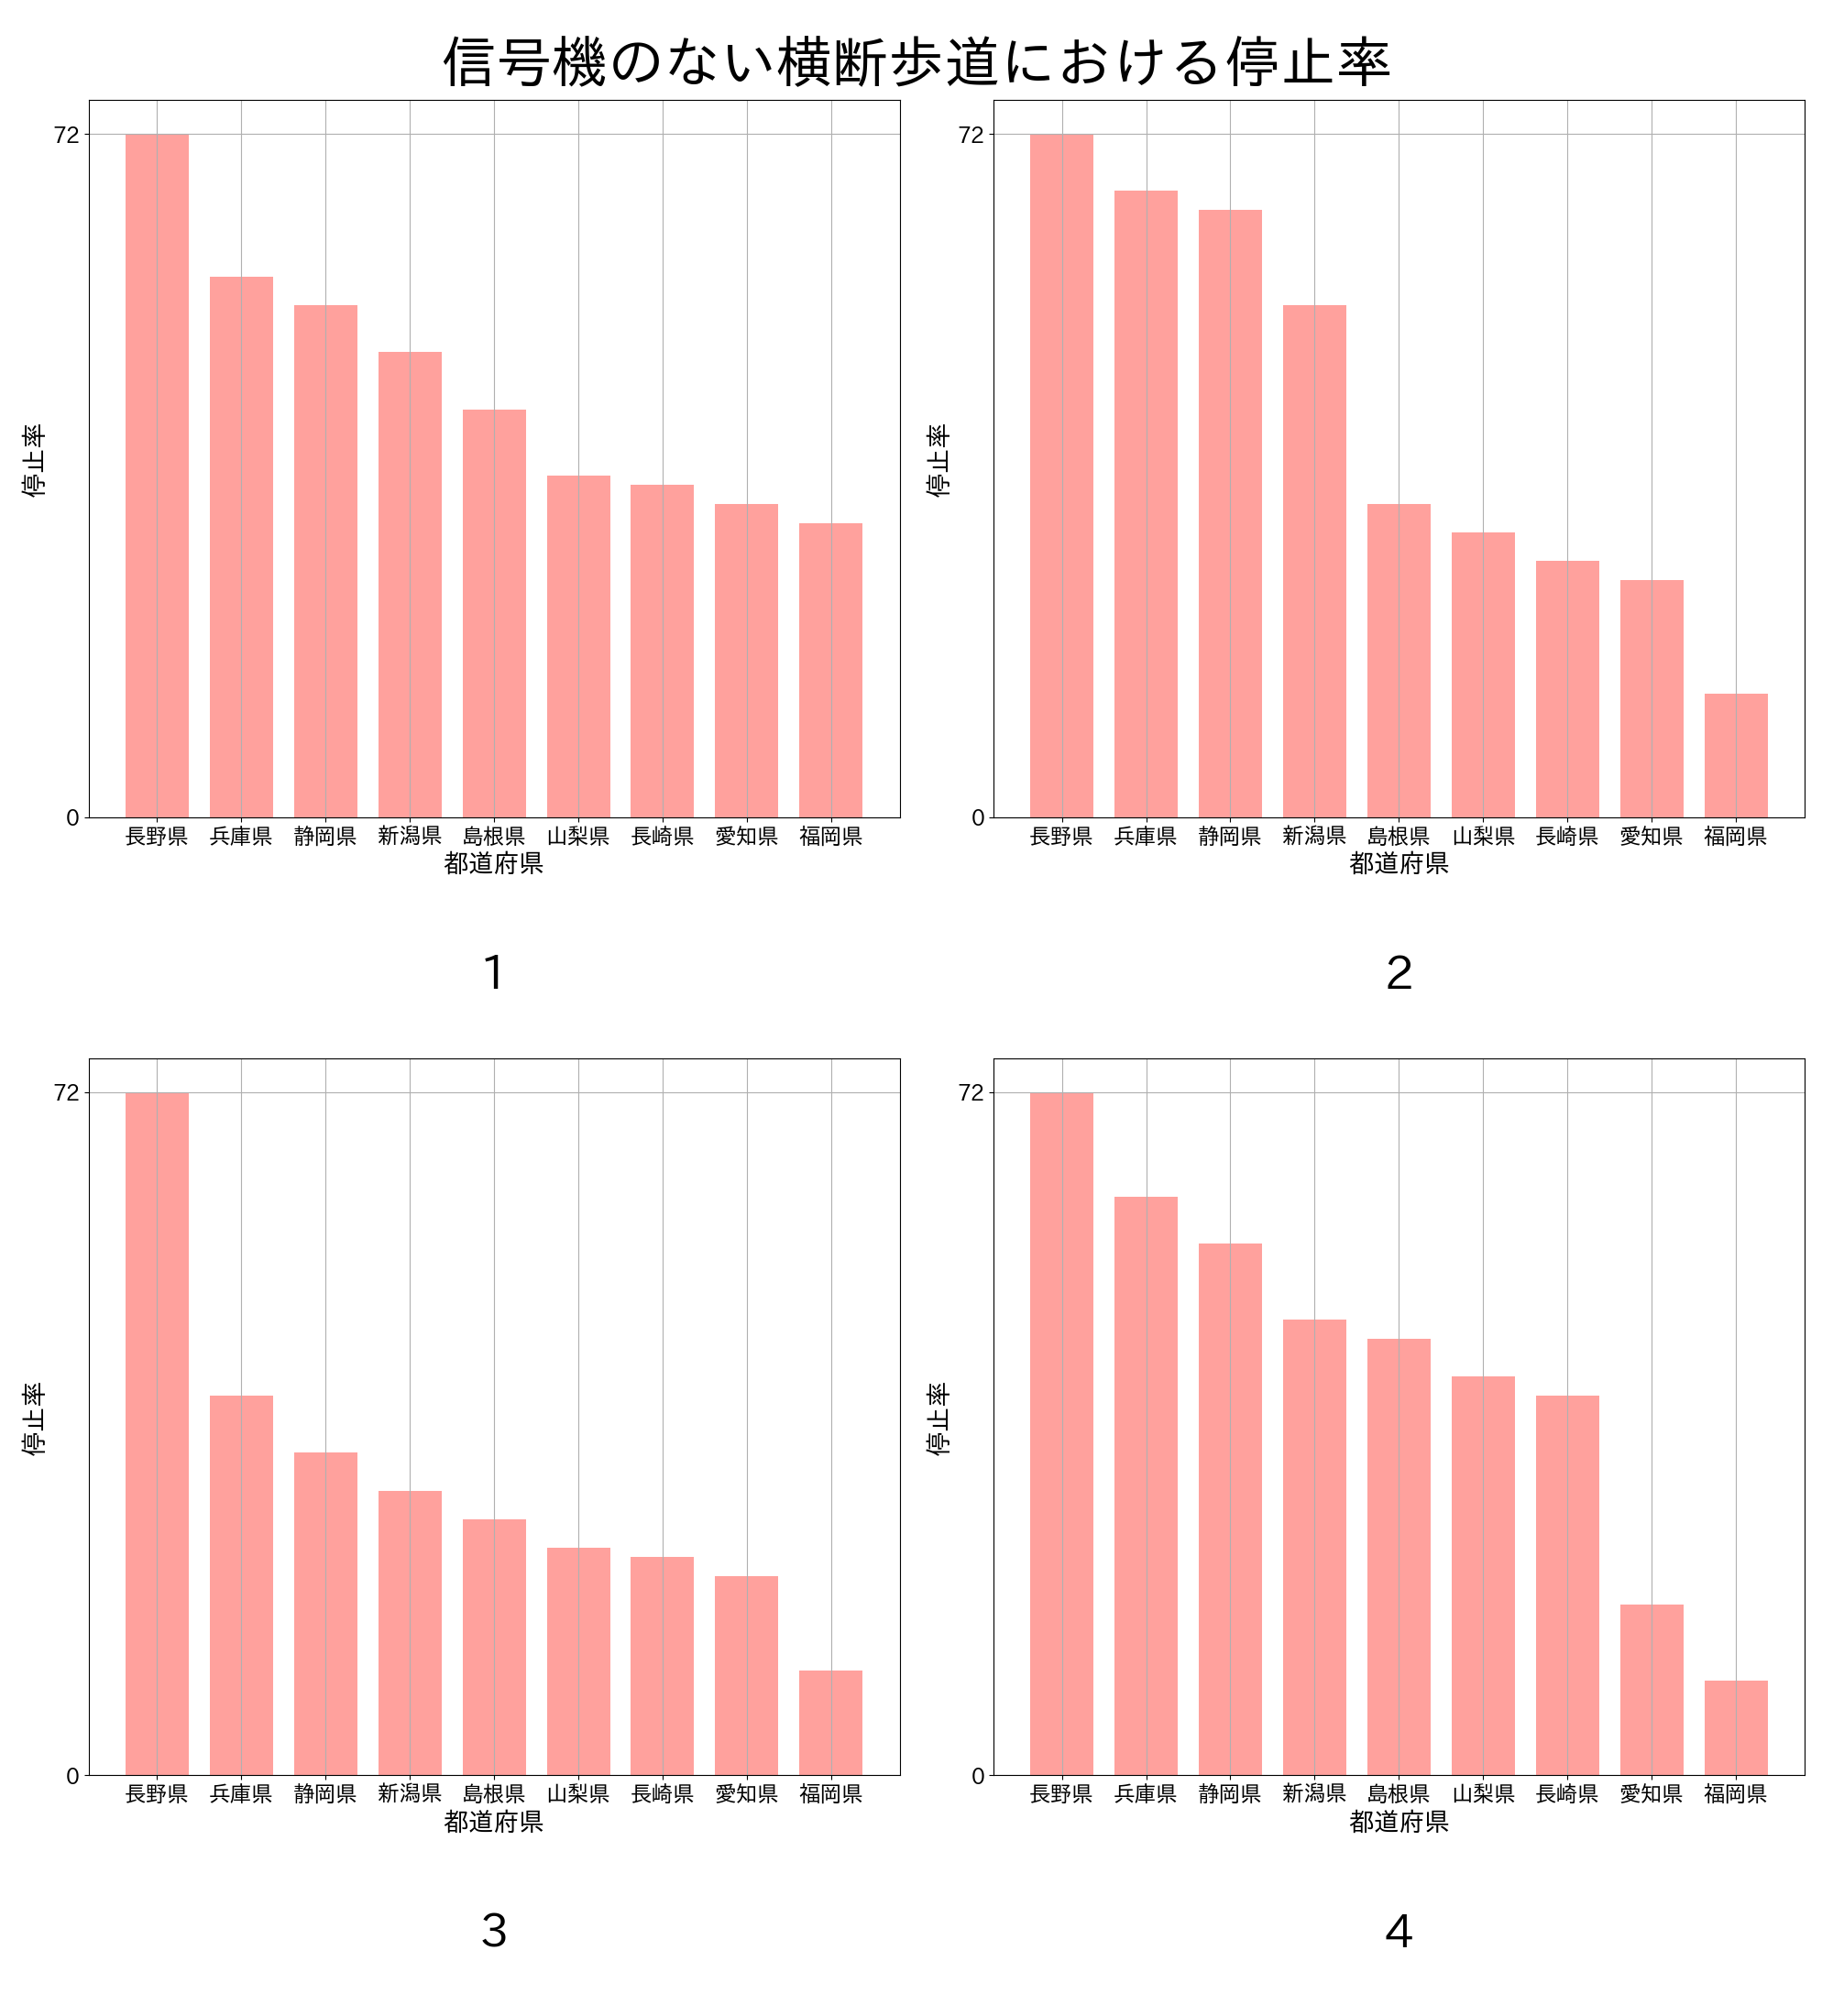 信号機のない横断歩道における停止率
72
0
停止率
長野県 兵庫県 静岡県 新潟県 島根県 山梨県 長崎県 愛知県 福岡県
都道府県
1
72
0
停止率
長野県 兵庫県 静岡県 新潟県 島根県 山梨県 長崎県 愛知県 福岡県
都道府県
2
72
0
停止率
長野県 兵庫県 静岡県 新潟県 島根県 山梨県 長崎県 愛知県 福岡県
都道府県
3
72
0
停止率
長野県 兵庫県 静岡県 新潟県 島根県 山梨県 長崎県 愛知県 福岡県
都道府県
4